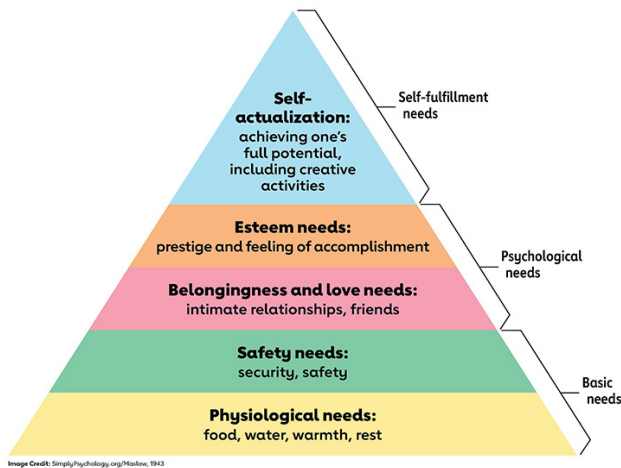 Self-
actualization:
achieving one's
full potential,
including creative
activities
Self-fulfillment
needs
Esteem needs:
prestige and feeling of accomplishment
Psychological
needs
Belongingness and love needs:
intimate relationships, friends
Safety needs:
security, safety
Basic
needs
Physiological needs:
food, water, warmth, rest
Image Credit: SimplyPsychology.org/Maslow, 1943